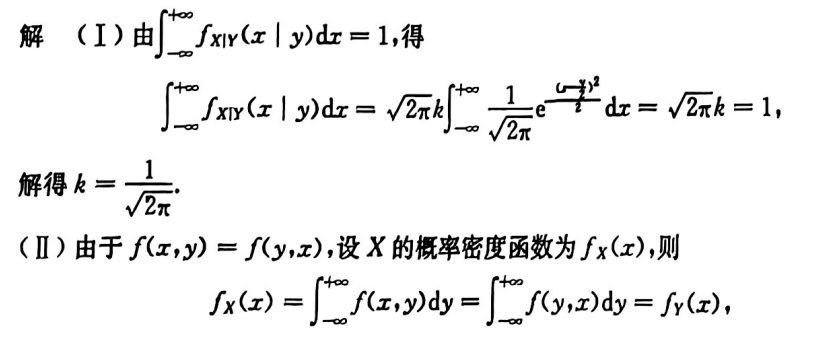 解 （Ⅰ）由∫_{-∞}^{+∞} f_{X|Y}(x | y)dx = 1,得
∫_{-∞}^{+∞} f_{X|Y}(x | y)dx = √(2π)k∫_{-∞}^{+∞} 1/√(2π) e^{-(x-y/2)²/2} dx = √(2π)k = 1,
解得 k = 1/√(2π).
（Ⅱ）由于 f(x,y) = f(y,x),设 X 的概率密度函数为 f_X(x),则
f_X(x) = ∫_{-∞}^{+∞} f(x,y)dy = ∫_{-∞}^{+∞} f(y,x)dy = f_Y(x),